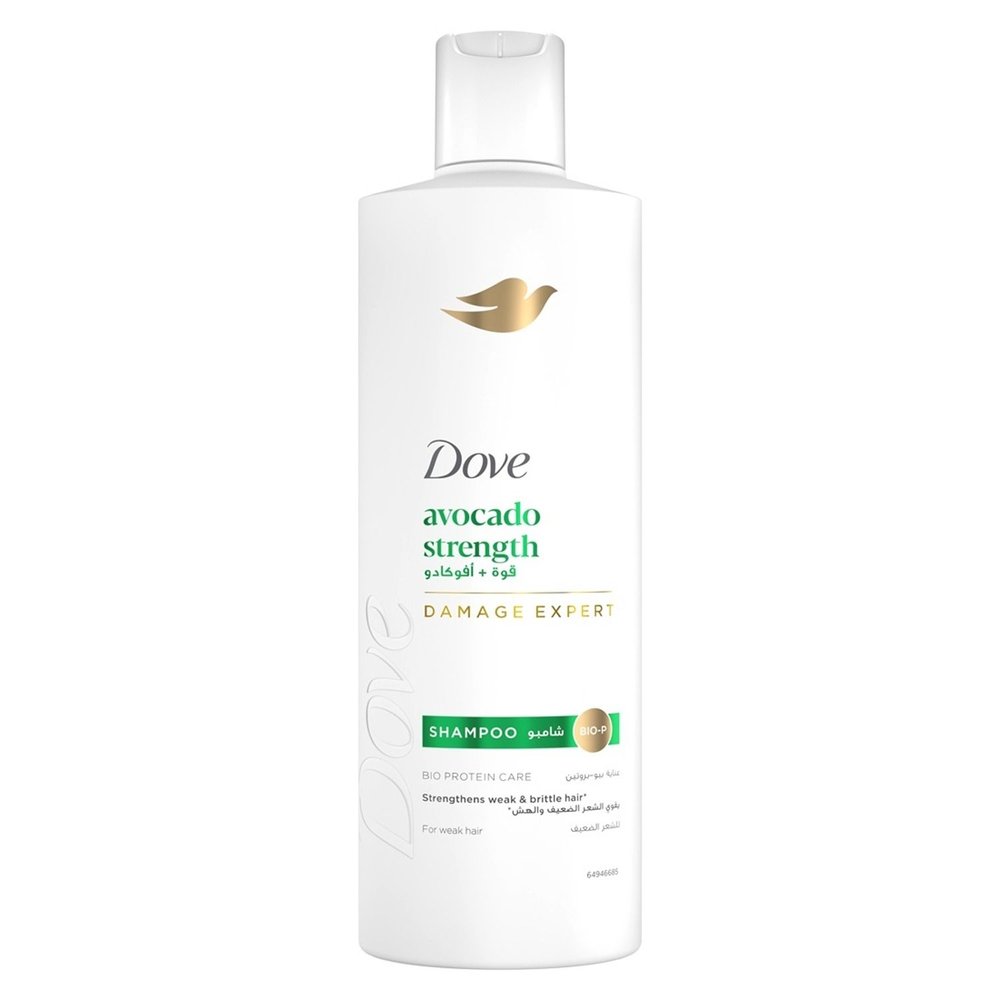 Dove
avocado
strength
قوة + أفوكادو
DAMAGE EXPERT
Dove
SHAMPOO شامبو BIO-P
BIO PROTEIN CARE عناية بيو-بروتين
Strengthens weak & brittle hair*
يقوي الشعر الضعيف والهش*
For weak hair للشعر الضعيف
64946685